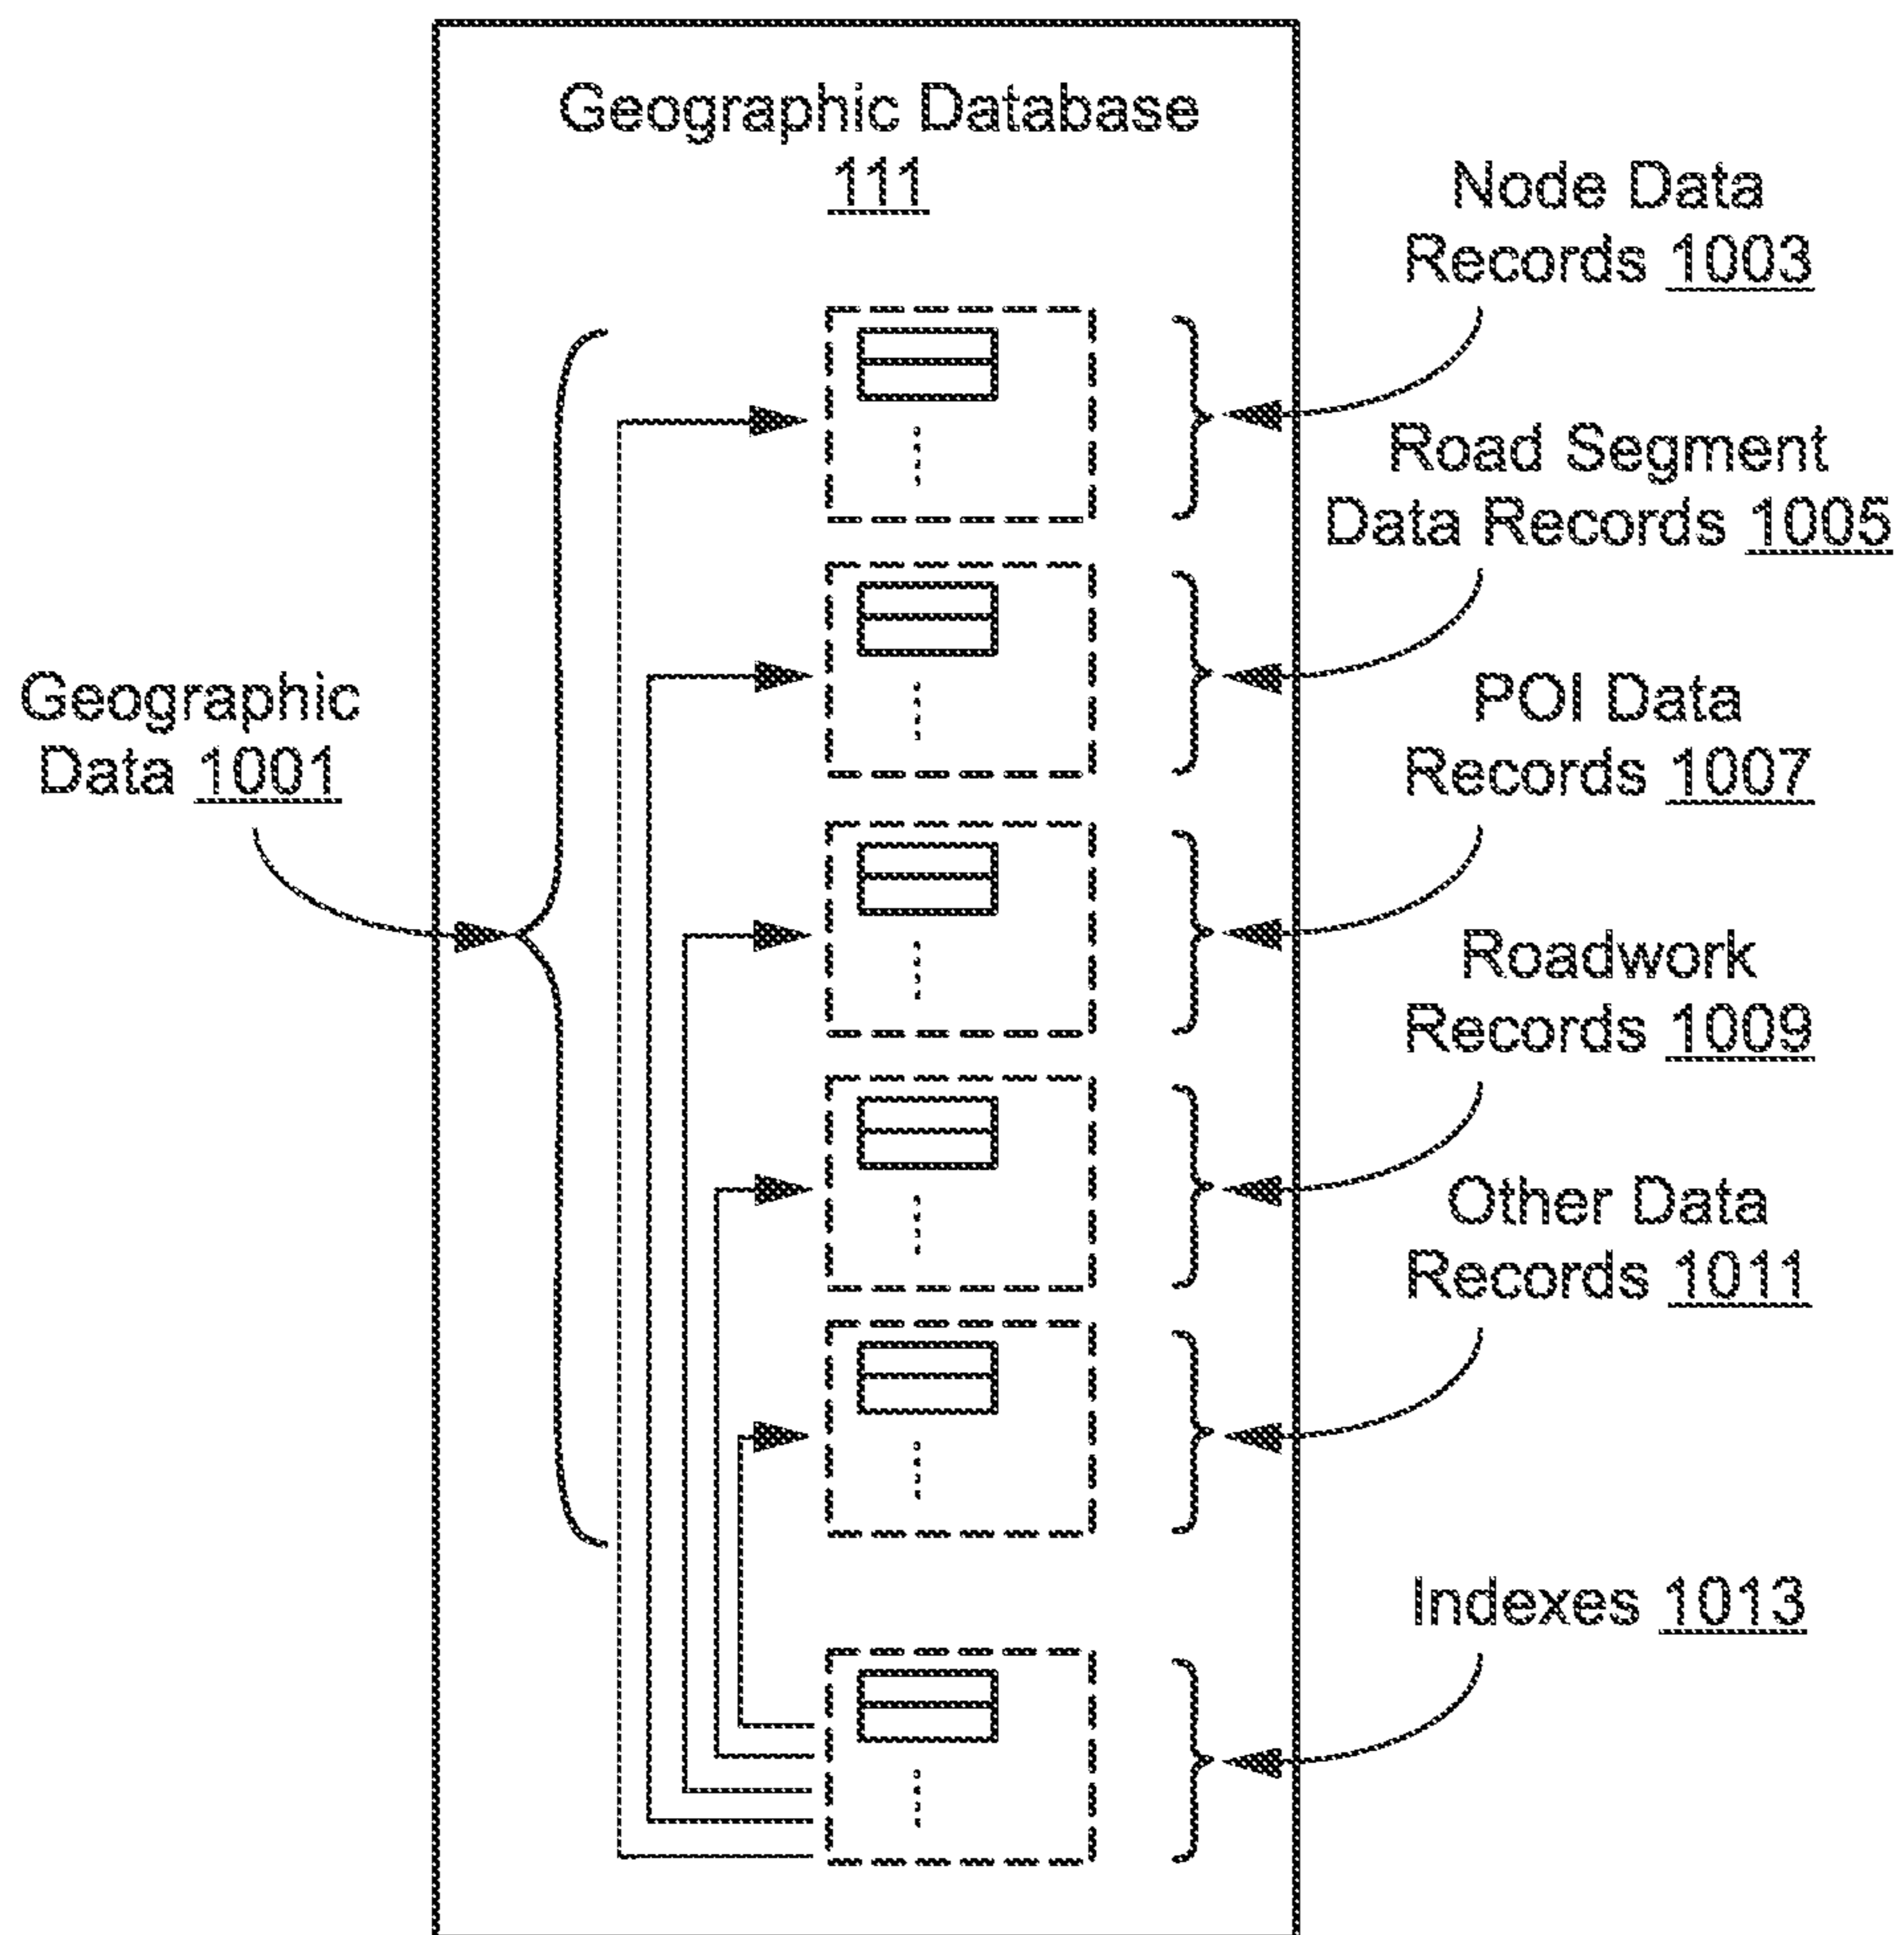 Geographic Database
111
Node Data
Records 1003
Road Segment
Data Records 1005
Geographic
Data 1001
POI Data
Records 1007
Roadwork
Records 1009
Other Data
Records 1011
Indexes 1013